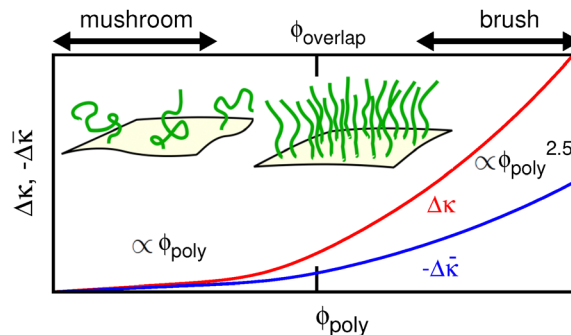 mushroom
brush
ϕoverlap
Δκ, -Δκ̄
∝ϕpoly
∝ϕpoly2.5
Δκ
-Δκ̄
ϕpoly